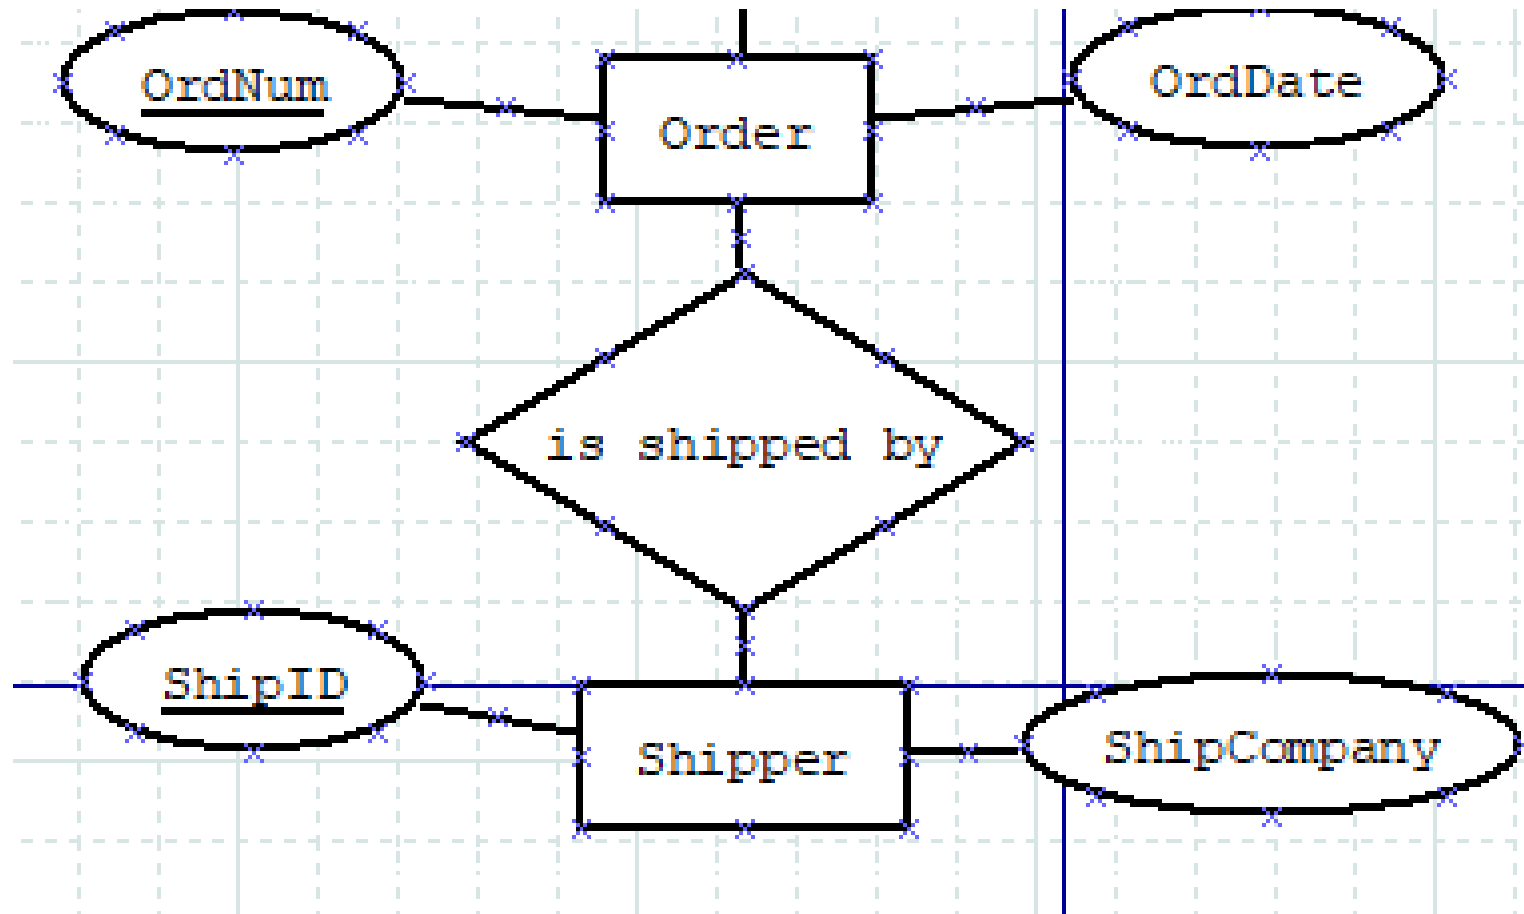 OrdNum
OrdDate
Order
is shipped by
ShipID
Shipper
ShipCompany